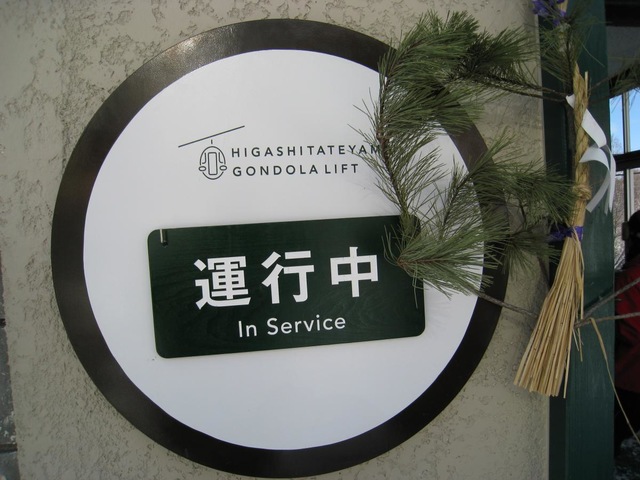 HIGASHITATEYAM
GONDOLA LIFT
運行中
In Service